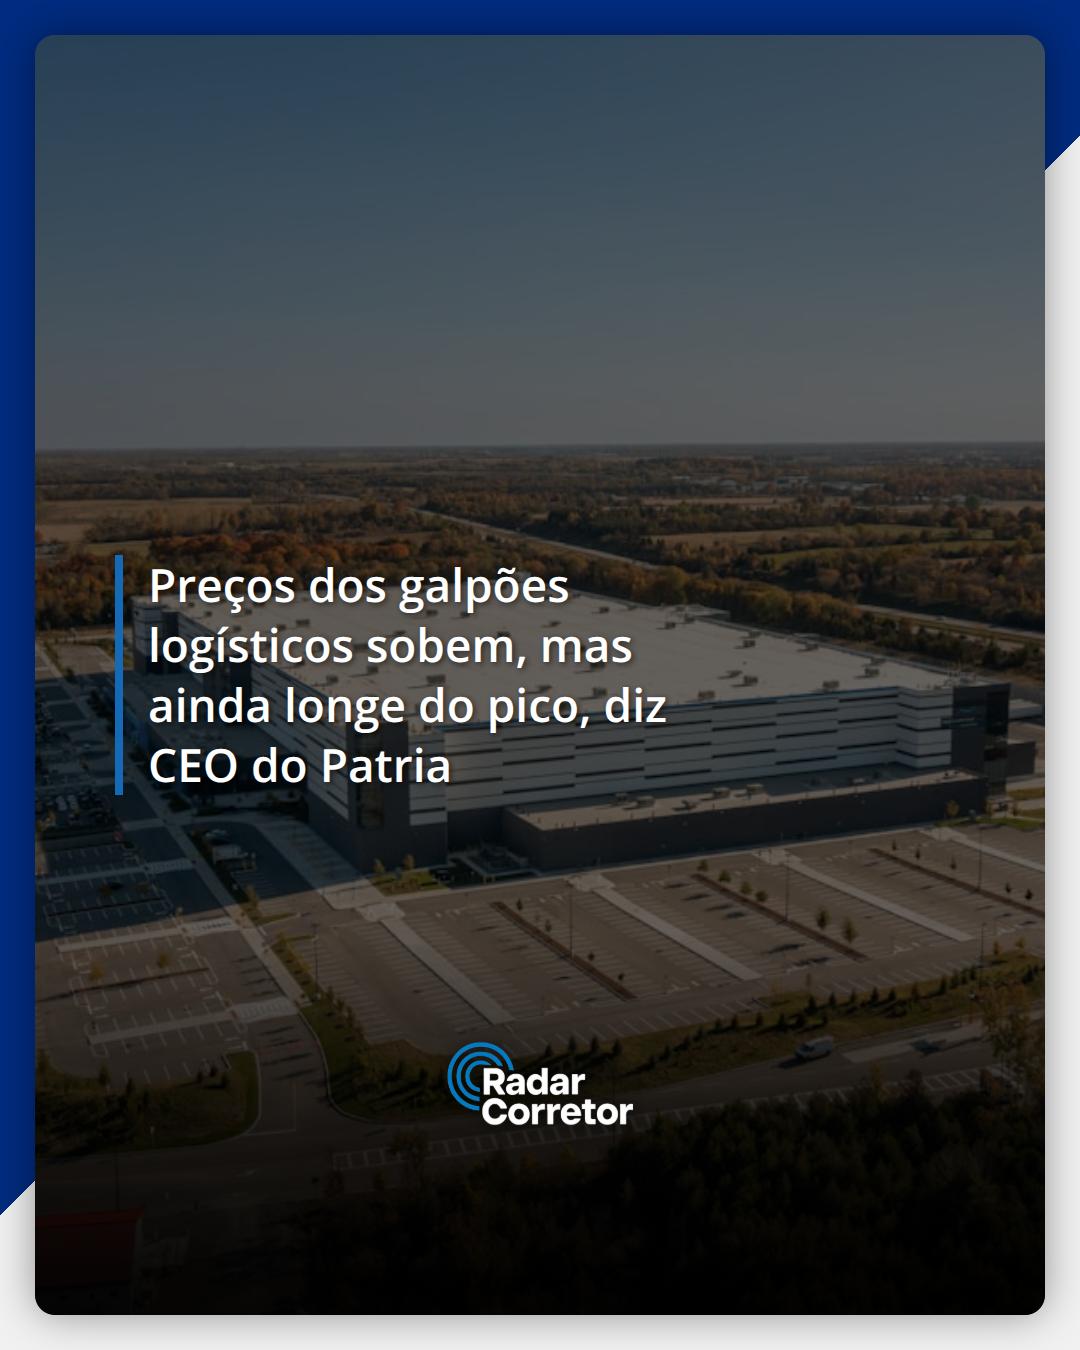 Preços dos galpões
logísticos sobem, mas
ainda longe do pico, diz
CEO do Patria
Radar
Corretor